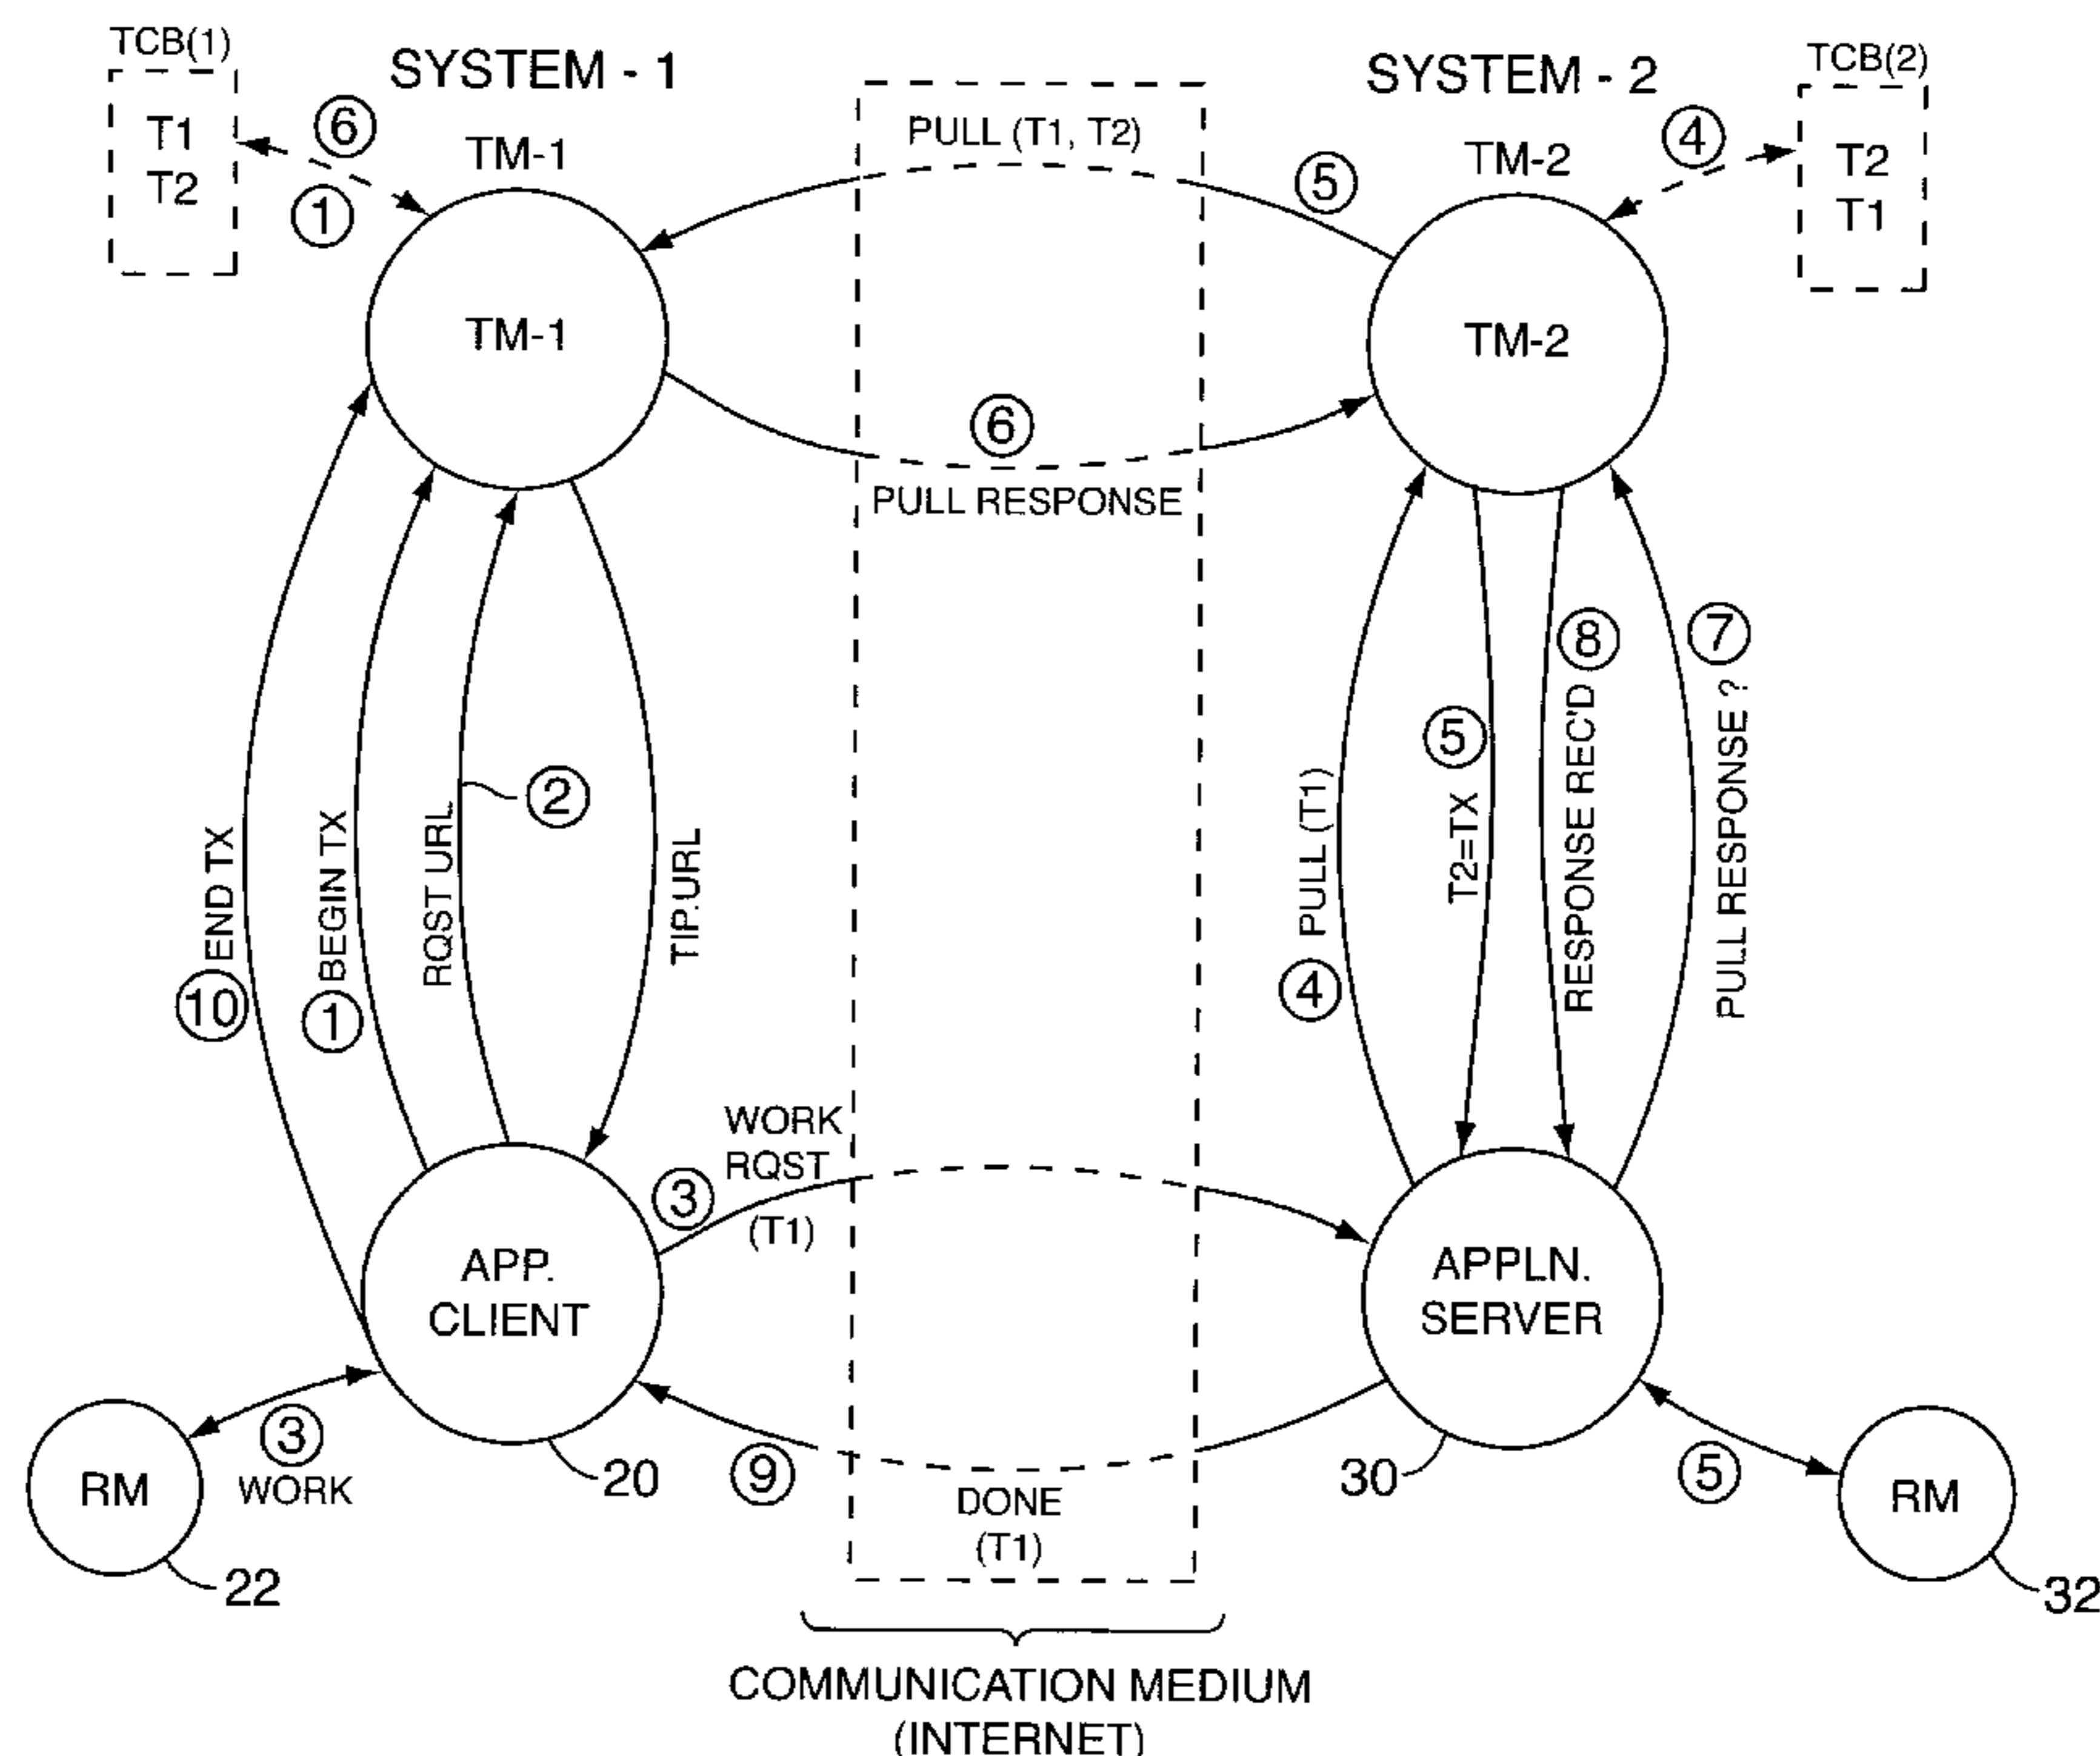 TCB(1)
SYSTEM - 1
SYSTEM - 2
TCB(2)
T1
T2
6
1
TM-1
PULL (T1, T2)
5
TM-2
4
T2
T1
TM-1
TM-2
6
PULL RESPONSE
10 END TX
1 BEGIN TX
RQST URL
2
TIP.URL
4 PULL (T1)
5
T2=TX
8
RESPONSE REC'D
7
PULL RESPONSE ?
WORK
RQST
3
(T1)
APP.
CLIENT
APPLN.
SERVER
RM
3
WORK
22
20
9
DONE
(T1)
30
5
RM
32
COMMUNICATION MEDIUM
(INTERNET)